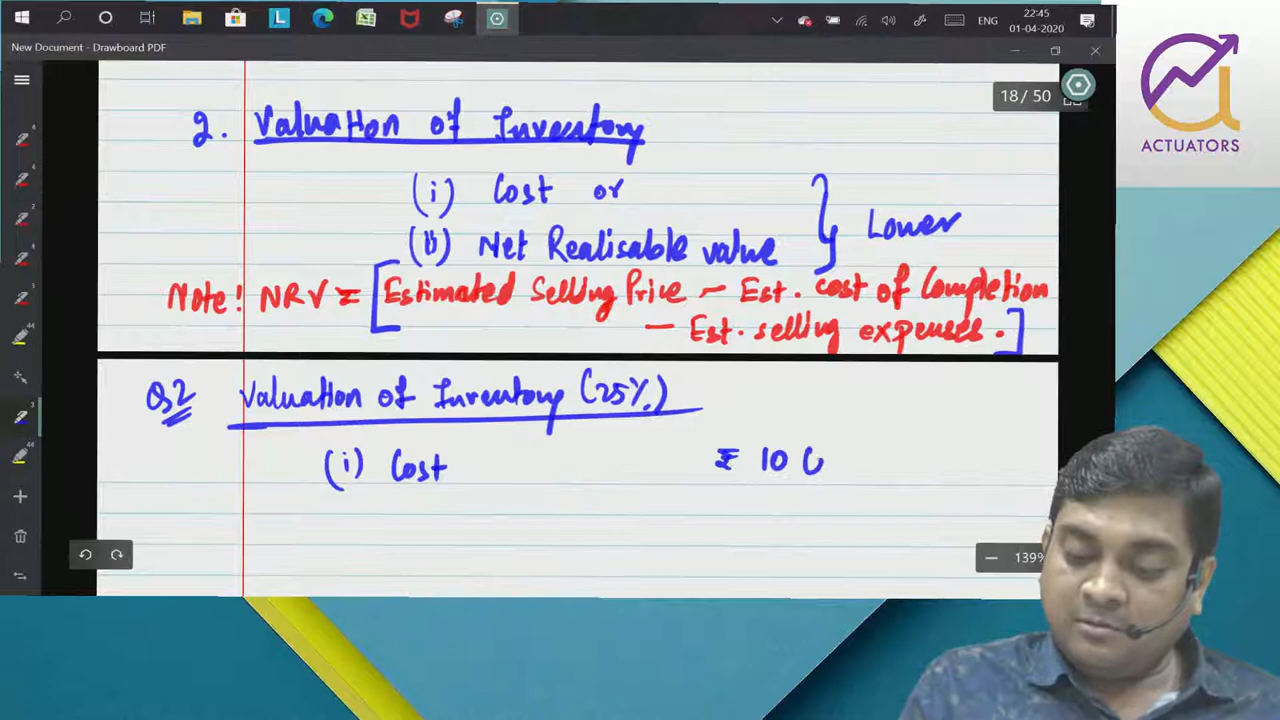 22:45
ENG
01-04-2020
New Document - Drawboard PDF
ACTUATORS
18 / 50
2. Valuation of Inventory
(i) Cost or
(ii) Net Realisable value } Lower
Note! NRV = [Estimated Selling Price - Est. cost of Completion
- Est. selling expenses.]
Q2 Valuation of Inventory (25%)
(i) Cost ₹ 10 C
139%